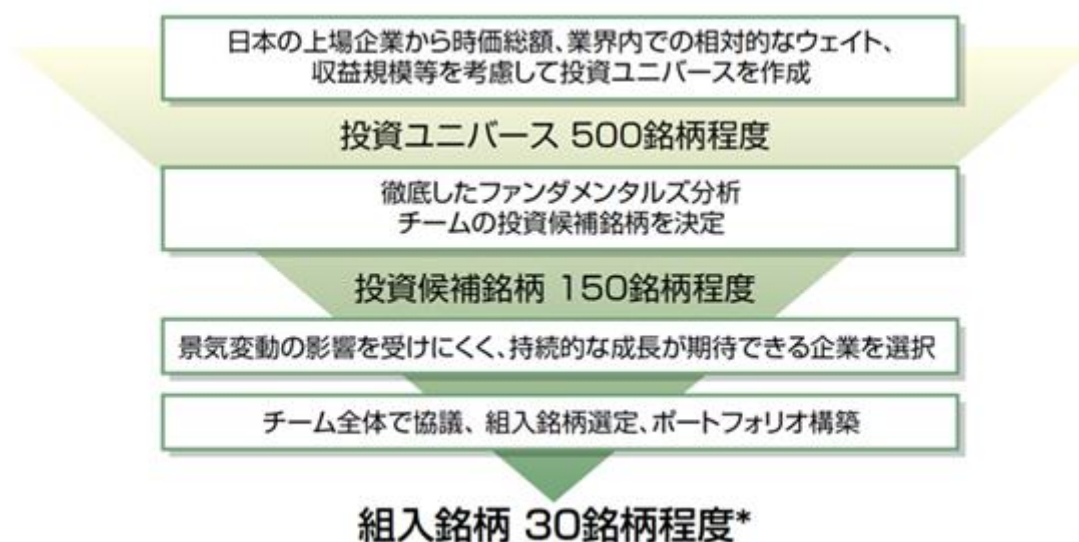 日本の上場企業から時価総額、業界内での相対的なウェイト、
収益規模等を考慮して投資ユニバースを作成
投資ユニバース 500銘柄程度
徹底したファンダメンタルズ分析
チームの投資候補銘柄を決定
投資候補銘柄 150銘柄程度
景気変動の影響を受けにくく、持続的な成長が期待できる企業を選択
チーム全体で協議、組入銘柄選定、ポートフォリオ構築
組入銘柄 30銘柄程度*